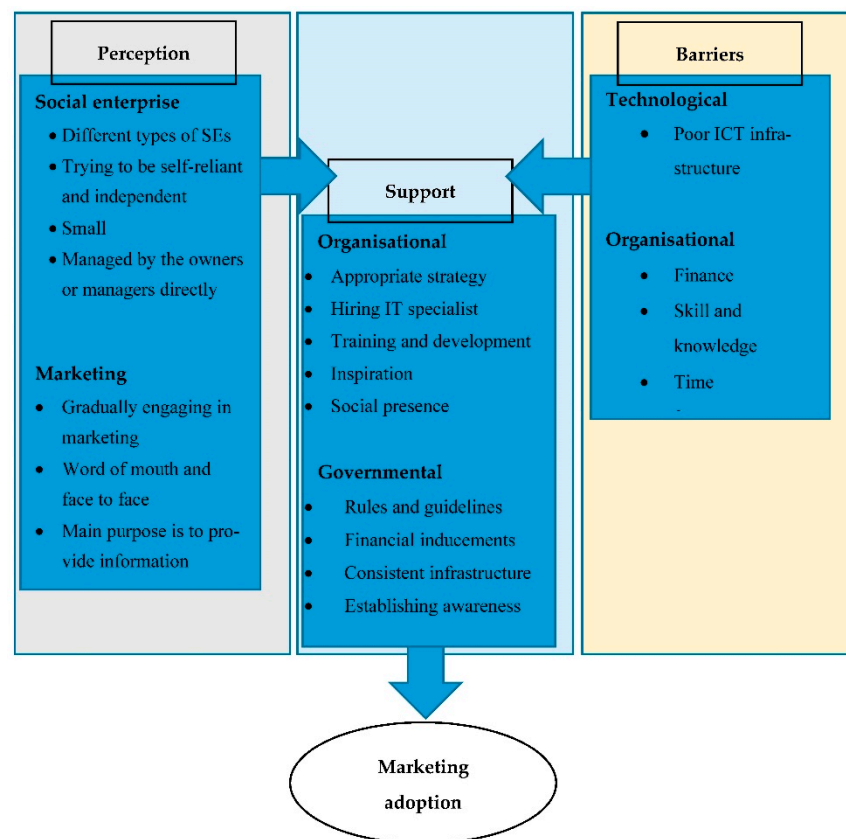 Perception
Social enterprise
• Different types of SEs
• Trying to be self-reliant
and independent
• Small
• Managed by the owners
or managers directly
Marketing
• Gradually engaging in
marketing
• Word of mouth and
face to face
• Main purpose is to pro-
vide information
Support
Organisational
• Appropriate strategy
• Hiring IT specialist
• Training and development
• Inspiration
• Social presence
Governmental
• Rules and guidelines
• Financial inducements
• Consistent infrastructure
• Establishing awareness
Barriers
Technological
• Poor ICT infra-
structure
Organisational
• Finance
• Skill and
knowledge
• Time
Marketing
adoption